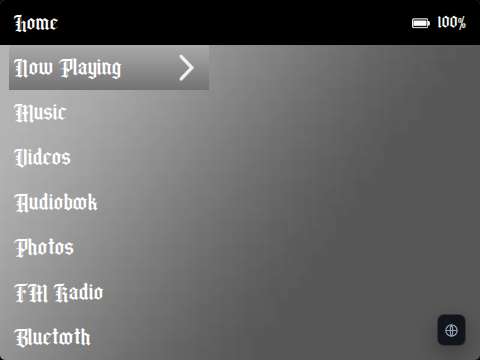 Home
100%
Now Playing
Music
Videos
Audiobook
Photos
FM Radio
Bluetooth